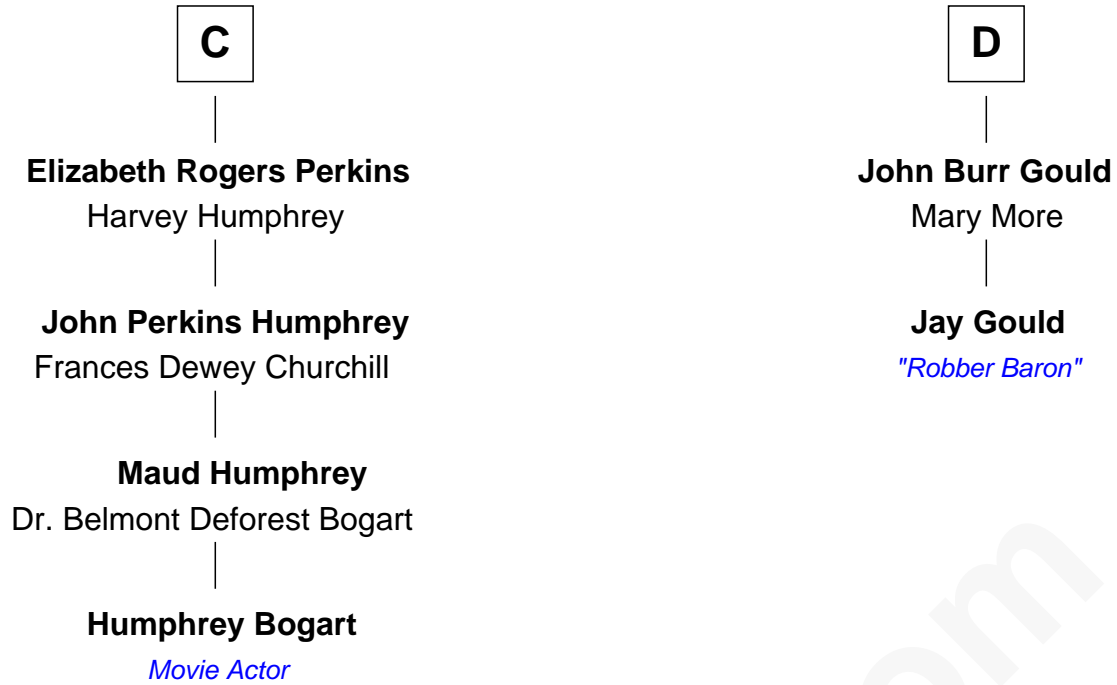 C
Elizabeth Rogers Perkins
Harvey Humphrey
John Perkins Humphrey
Frances Dewey Churchill
Maud Humphrey
Dr. Belmont Deforest Bogart
Humphrey Bogart
Movie Actor
D
John Burr Gould
Mary More
Jay Gould
"Robber Baron"
om